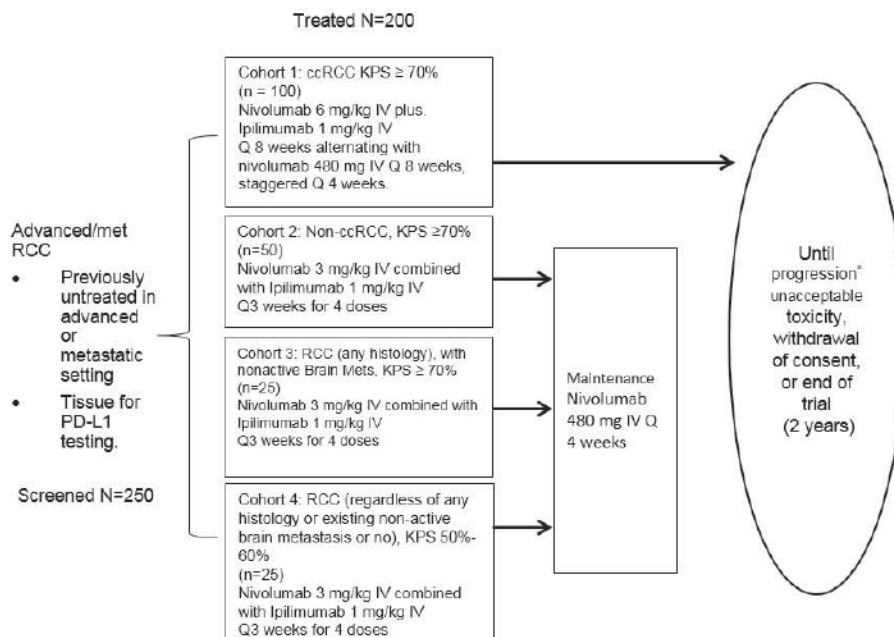 Treated N=200
Cohort 1: ccRCC KPS ≥ 70%
(n = 100)
Nivolumab 6 mg/kg IV plus.
Ipilimumab 1 mg/kg IV
Q 8 weeks alternating with
nivolumab 480 mg IV Q 8 weeks,
staggered Q 4 weeks.
Advanced/met
RCC
• Previously
untreated in
advanced
or
metastatic
setting
• Tissue for
PD-L1
testing.
Screened N=250
Cohort 2: Non-ccRCC, KPS ≥70%
(n=50)
Nivolumab 3 mg/kg IV combined
with Ipilimumab 1 mg/kg IV
Q3 weeks for 4 doses
Cohort 3: RCC (any histology), with
nonactive Brain Mets, KPS ≥ 70%
(n=25)
Nivolumab 3 mg/kg IV combined with
Ipilimumab 1 mg/kg IV
Q3 weeks for 4 doses
Cohort 4: RCC (regardless of any
histology or existing non-active
brain metastasis or no), KPS 50%-
60%
(n=25)
Nivolumab 3 mg/kg IV combined
with Ipilimumab 1 mg/kg IV
Q3 weeks for 4 doses
Maintenance
Nivolumab
480 mg IV Q
4 weeks
Until
progression*
unacceptable
toxicity,
withdrawal
of consent,
or end of
trial
(2 years)